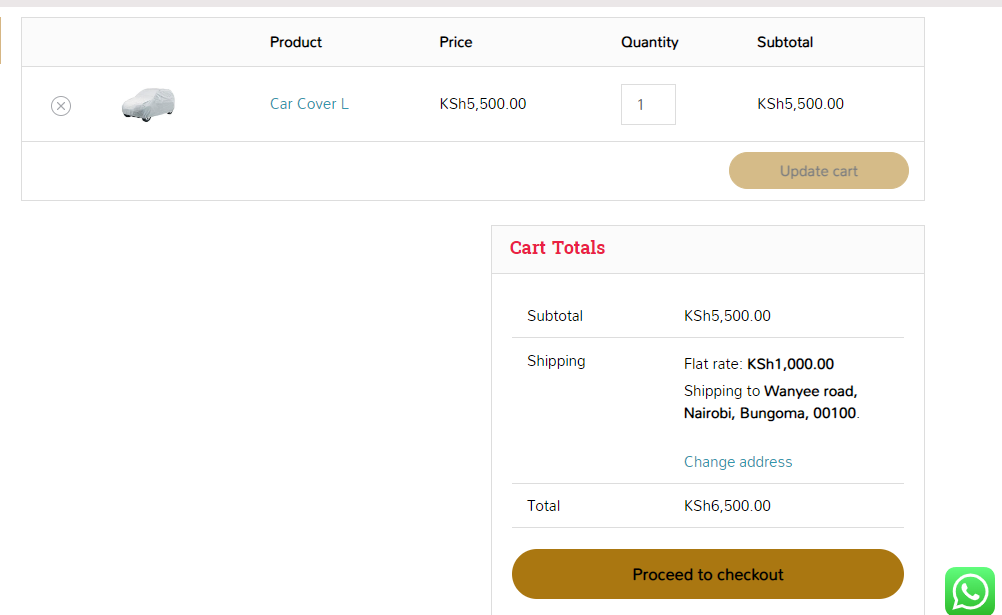 Product Price Quantity Subtotal
Car Cover L KSh5,500.00 1 KSh5,500.00
Update cart
Cart Totals
Subtotal KSh5,500.00
Shipping Flat rate: KSh1,000.00
Shipping to Wanyee road,
Nairobi, Bungoma, 00100.
Change address
Total KSh6,500.00
Proceed to checkout